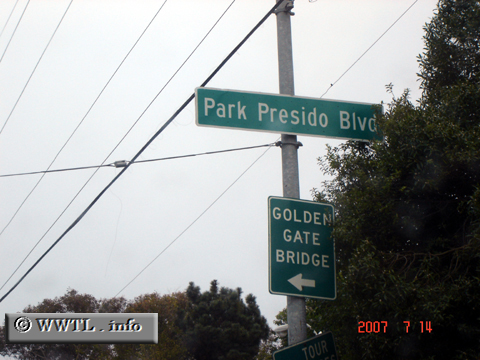 Park Presido Blvd
GOLDEN
GATE
BRIDGE
TOUR
© WWTL . info
2007 7 14